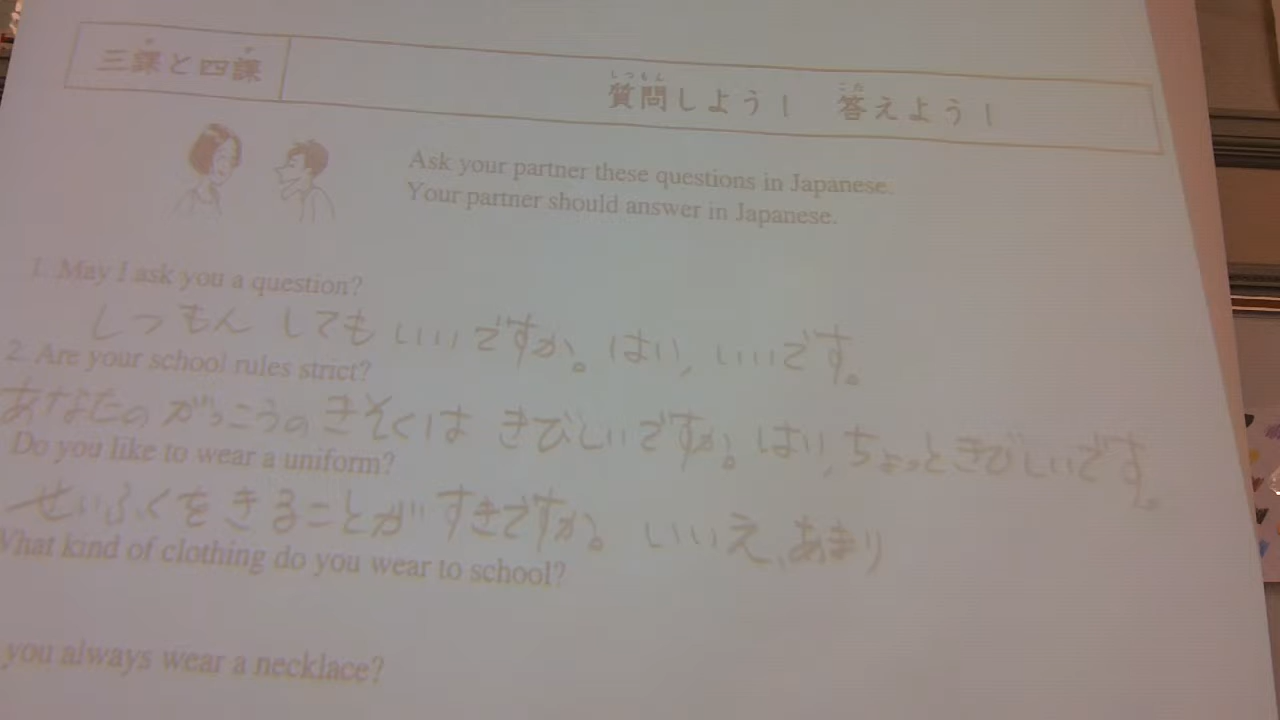 三課と四課
質問しよう！ 答えよう！
Ask your partner these questions in Japanese.
Your partner should answer in Japanese.
1. May I ask you a question?
しつもん してもいいですか。はい, いいです。
2. Are your school rules strict?
あなたの がっこうの きそくは きびしいですか。はい, ちょっときびしいです。
Do you like to wear a uniform?
せいふくを きることが すきですか。 いいえ、あまり
What kind of clothing do you wear to school?
you always wear a necklace?